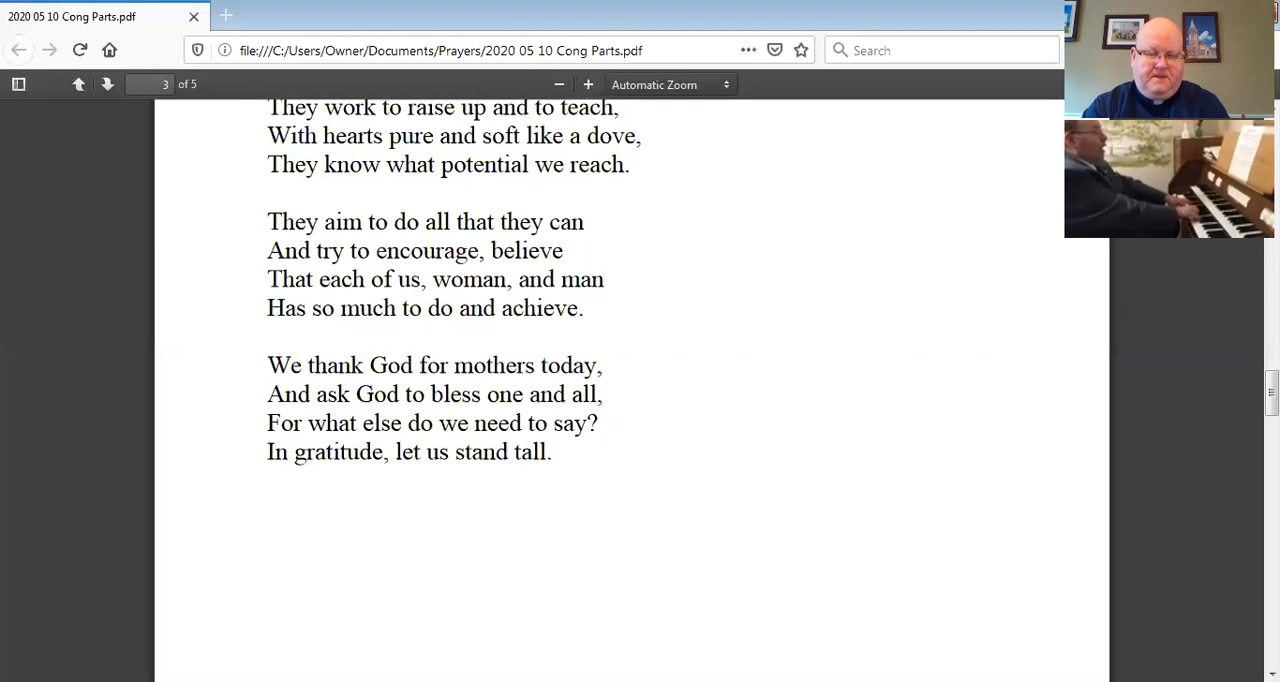 2020 05 10 Cong Parts.pdf
file:///C:/Users/Owner/Documents/Prayers/2020 05 10 Cong Parts.pdf
Search
3 of 5
Automatic Zoom
They work to raise up and to teach,
With hearts pure and soft like a dove,
They know what potential we reach.
They aim to do all that they can
And try to encourage, believe
That each of us, woman, and man
Has so much to do and achieve.
We thank God for mothers today,
And ask God to bless one and all,
For what else do we need to say?
In gratitude, let us stand tall.